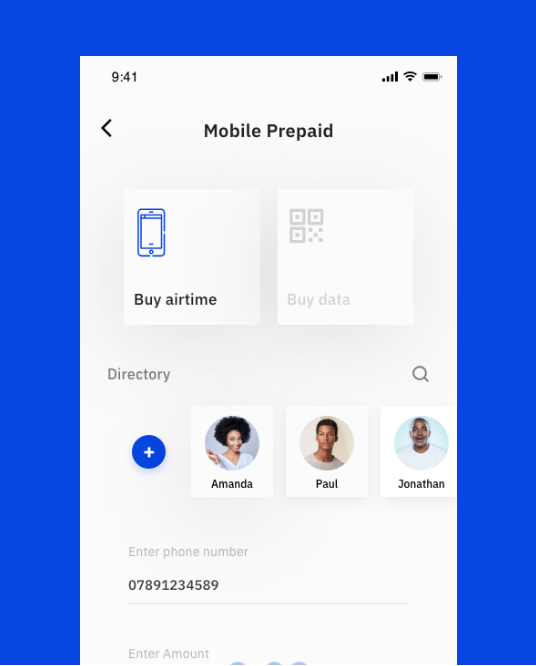 9:41
Mobile Prepaid
Buy airtime
Buy data
Directory
Amanda
Paul
Jonathan
Enter phone number
07891234589
Enter Amount